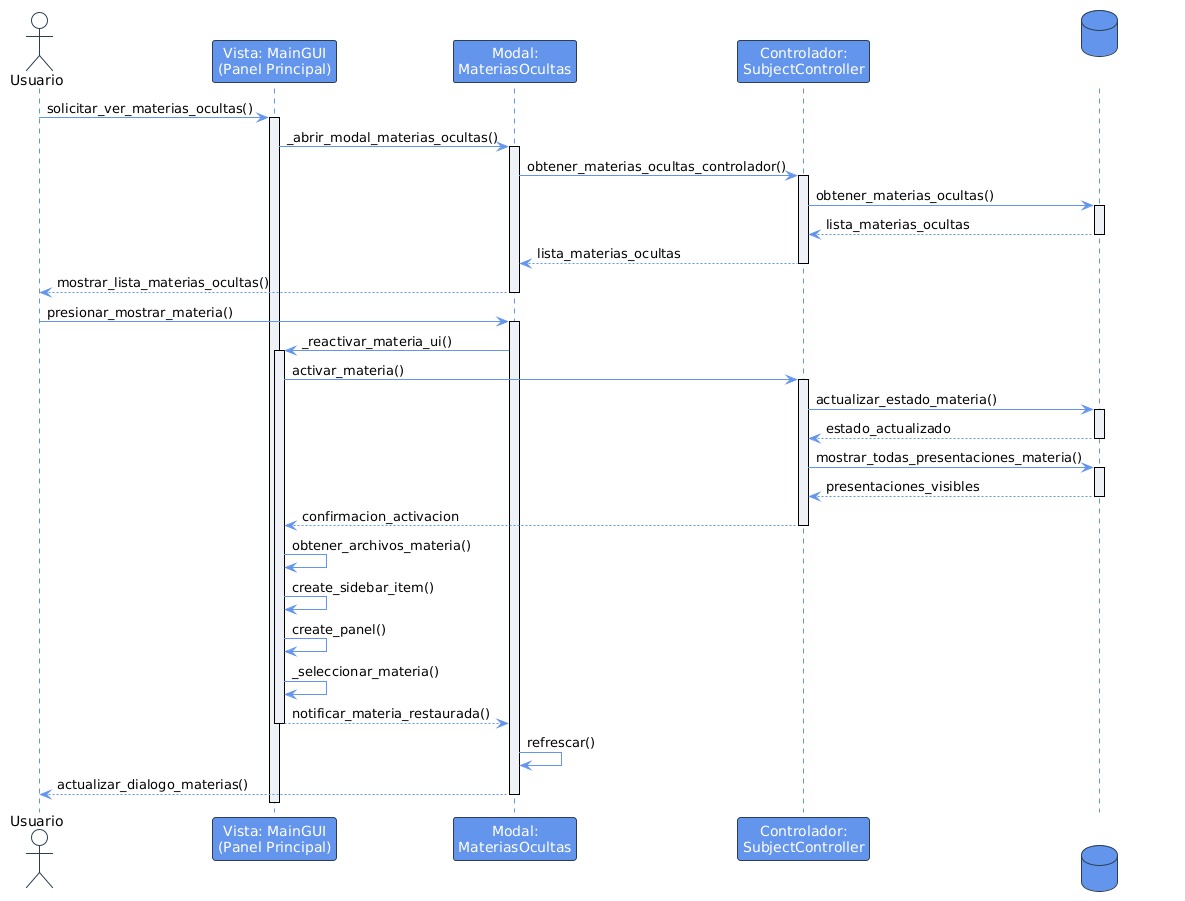 Usuario
Vista: MainGUI
(Panel Principal)
Modal:
MateriasOcultas
Controlador:
SubjectController
solicitar_ver_materias_ocultas()
_abrir_modal_materias_ocultas()
obtener_materias_ocultas_controlador()
obtener_materias_ocultas()
lista_materias_ocultas
lista_materias_ocultas
mostrar_lista_materias_ocultas()
presionar_mostrar_materia()
_reactivar_materia_ui()
activar_materia()
actualizar_estado_materia()
estado_actualizado
mostrar_todas_presentaciones_materia()
presentaciones_visibles
confirmacion_activacion
obtener_archivos_materia()
create_sidebar_item()
create_panel()
_seleccionar_materia()
notificar_materia_restaurada()
refrescar()
actualizar_dialogo_materias()
Usuario
Vista: MainGUI
(Panel Principal)
Modal:
MateriasOcultas
Controlador:
SubjectController